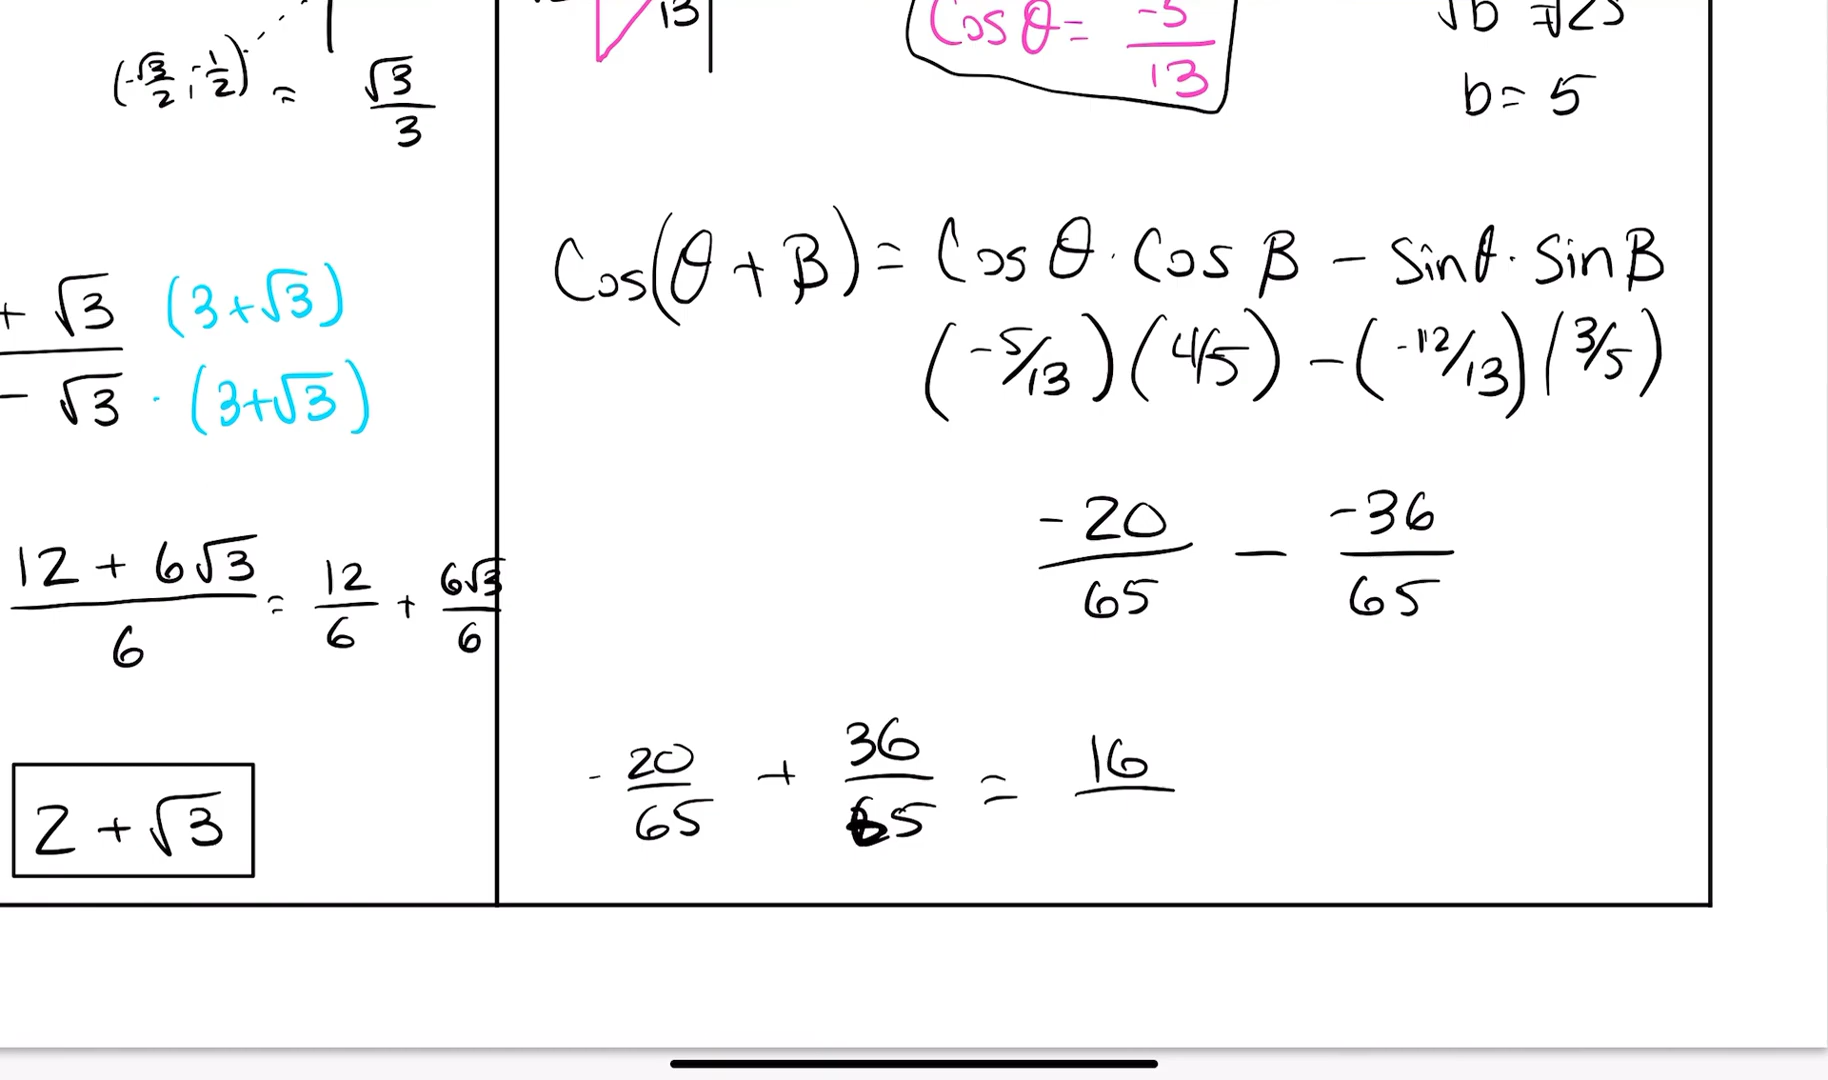 13
Cos θ = -5/13
√b = √25
b = 5
(-√3/2, -1/2) = √3/3
Cos(θ + β) = Cos θ · Cos β - Sin θ · Sin β
(-5/13)(4/5) - (-12/13)(3/5)
+ √3 (3+√3)
- √3 · (3+√3)
-20/65 - -36/65
12 + 6√3/6 = 12/6 + 6√3/6
-20/65 + 36/65 = 16
2 + √3